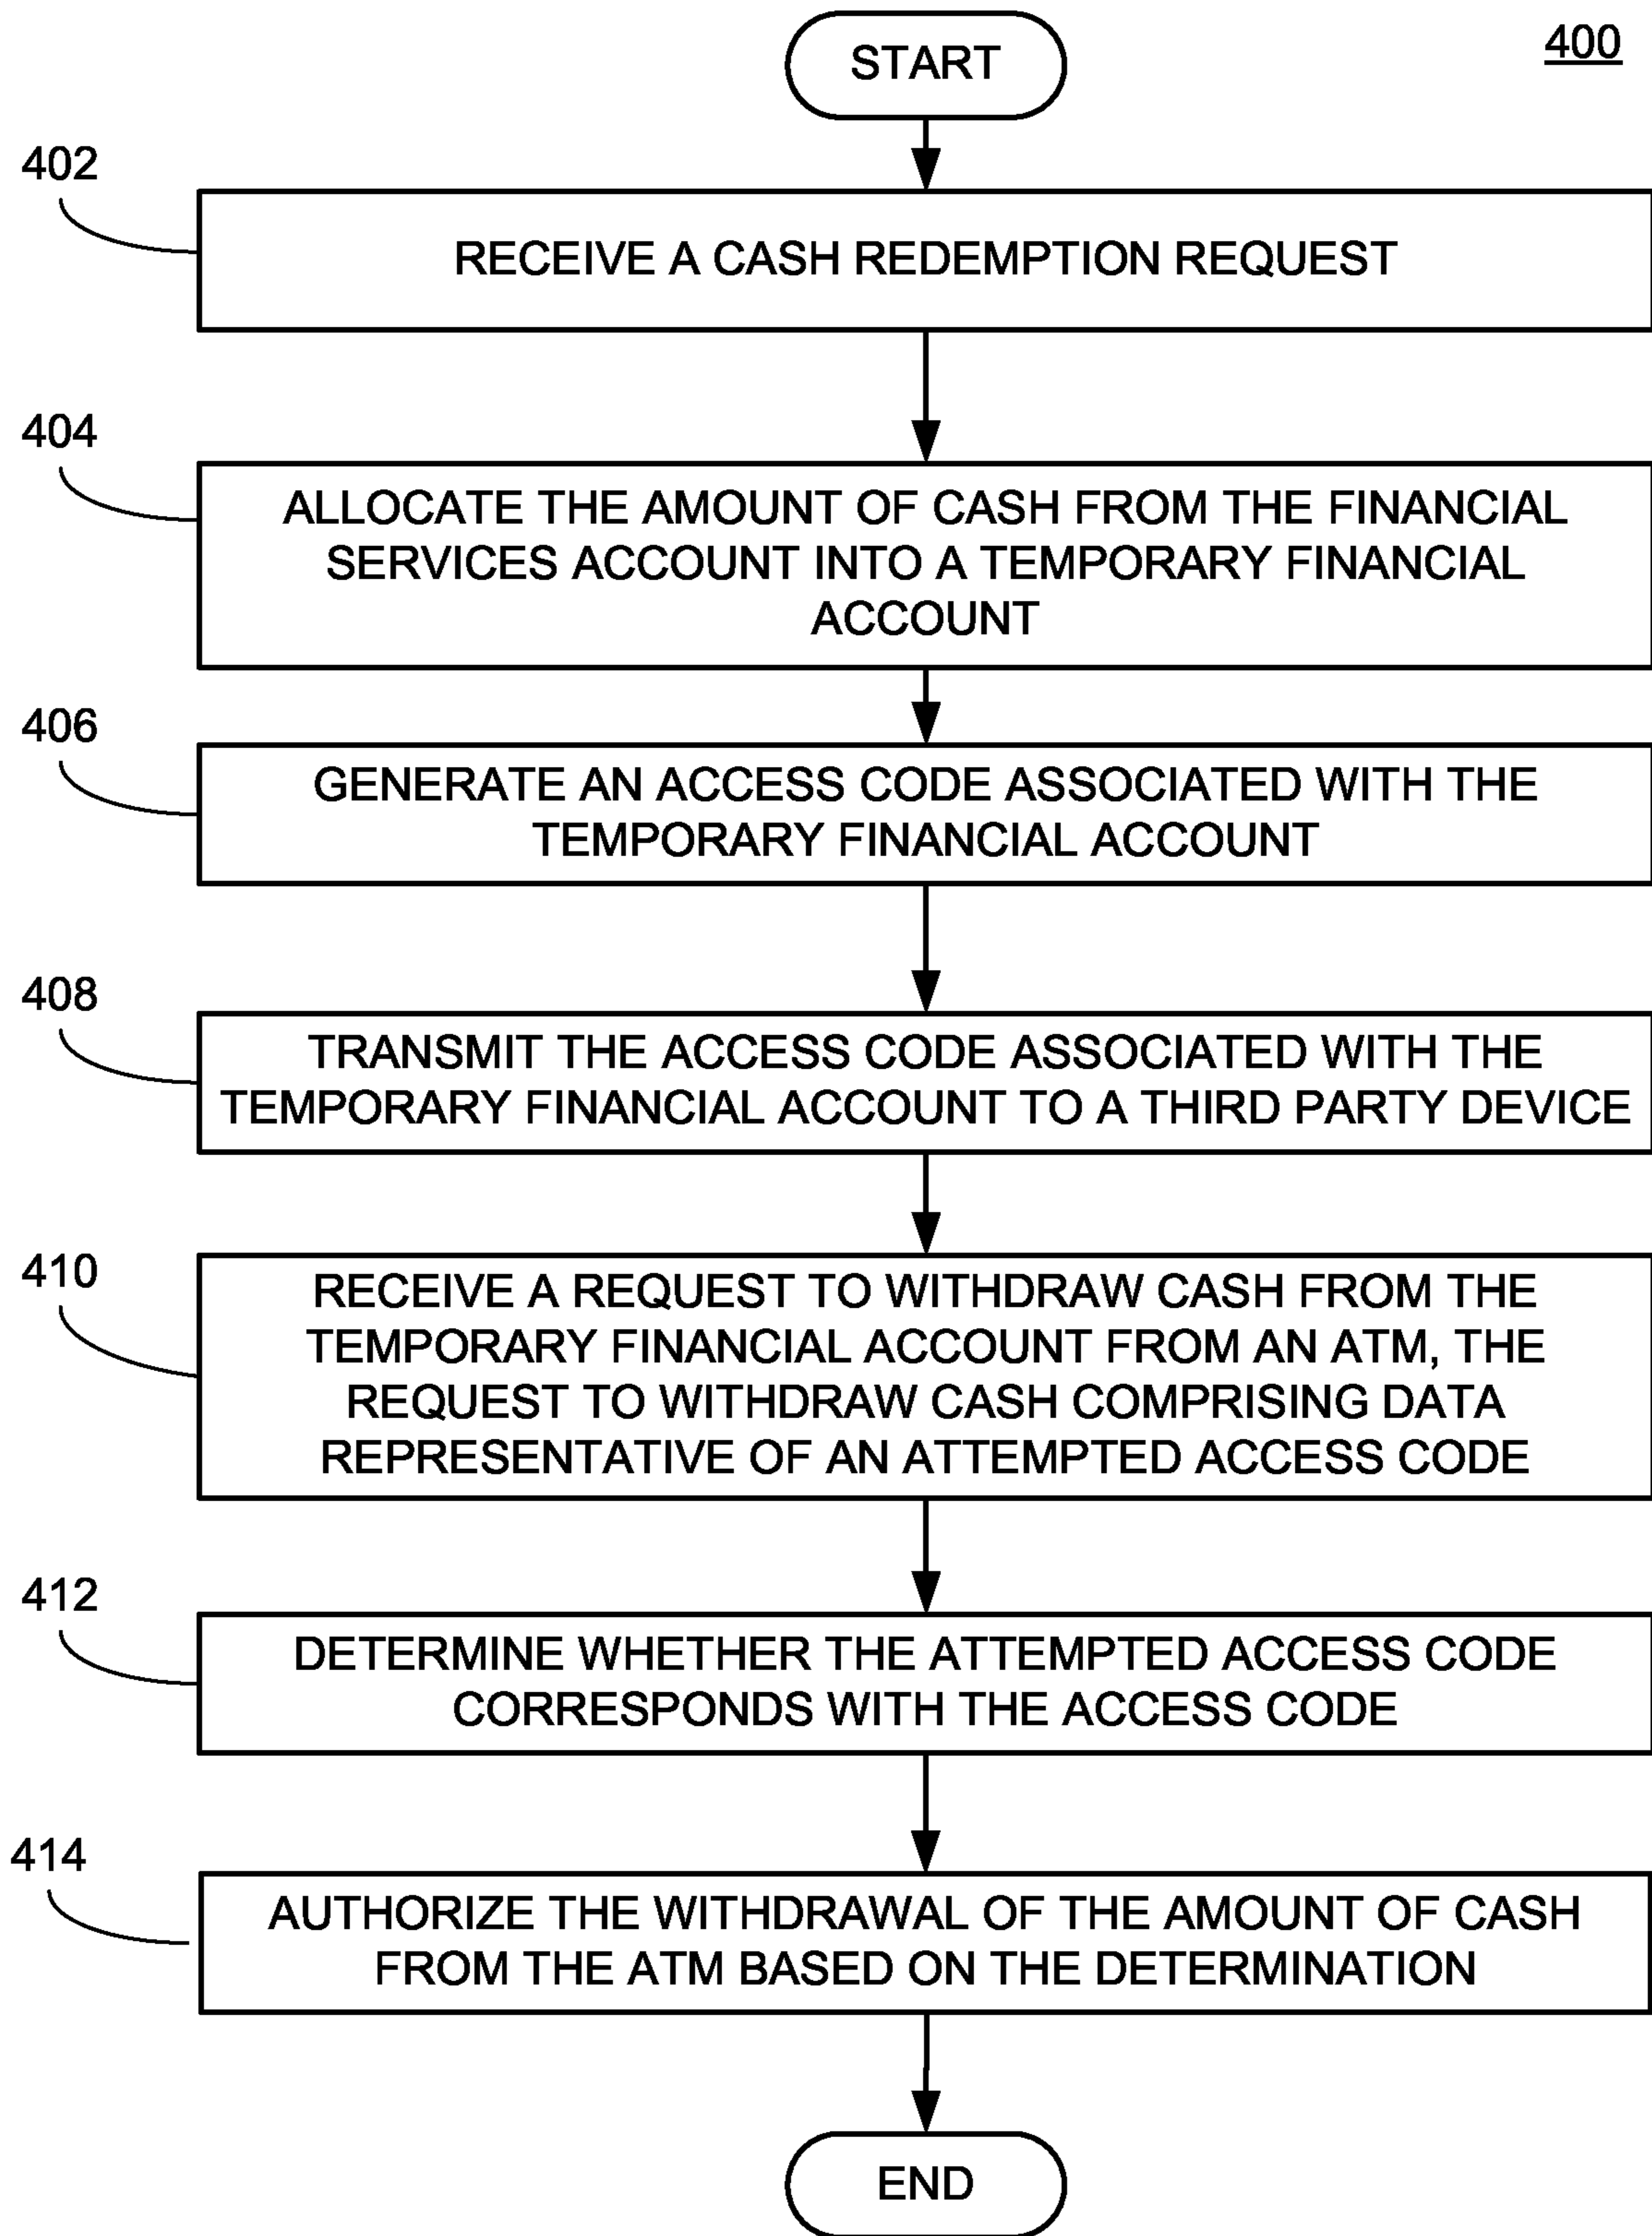 START
400
402
RECEIVE A CASH REDEMPTION REQUEST
404
ALLOCATE THE AMOUNT OF CASH FROM THE FINANCIAL
SERVICES ACCOUNT INTO A TEMPORARY FINANCIAL
ACCOUNT
406
GENERATE AN ACCESS CODE ASSOCIATED WITH THE
TEMPORARY FINANCIAL ACCOUNT
408
TRANSMIT THE ACCESS CODE ASSOCIATED WITH THE
TEMPORARY FINANCIAL ACCOUNT TO A THIRD PARTY DEVICE
410
RECEIVE A REQUEST TO WITHDRAW CASH FROM THE
TEMPORARY FINANCIAL ACCOUNT FROM AN ATM, THE
REQUEST TO WITHDRAW CASH COMPRISING DATA
REPRESENTATIVE OF AN ATTEMPTED ACCESS CODE
412
DETERMINE WHETHER THE ATTEMPTED ACCESS CODE
CORRESPONDS WITH THE ACCESS CODE
414
AUTHORIZE THE WITHDRAWAL OF THE AMOUNT OF CASH
FROM THE ATM BASED ON THE DETERMINATION
END